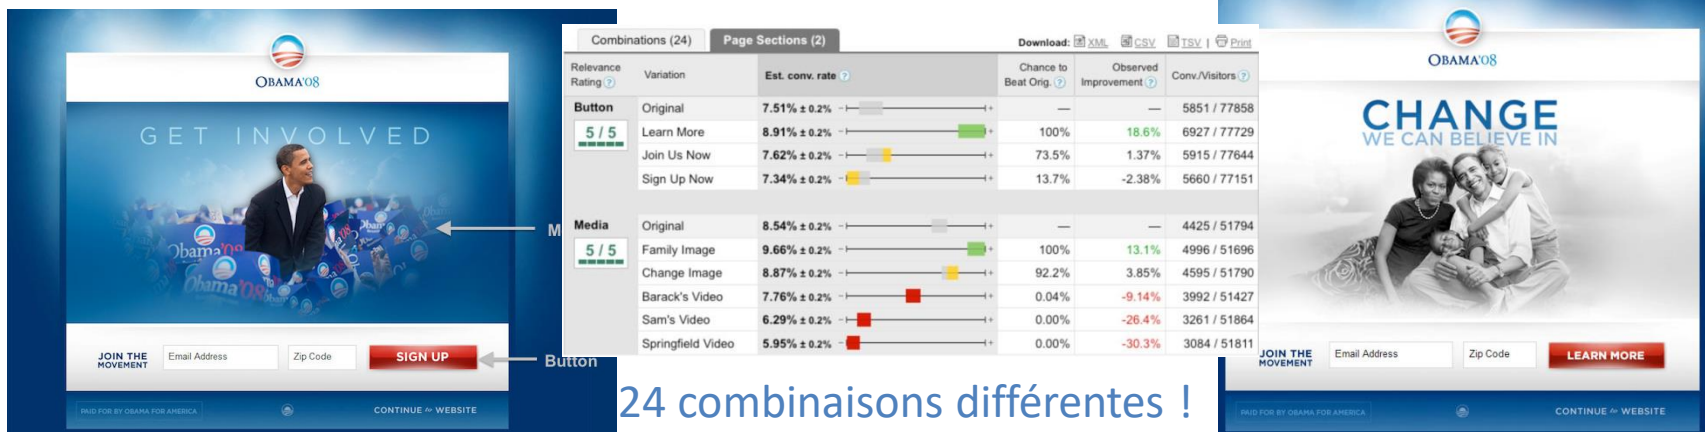 OBAMA'08
GET INVOLVED
JOIN THE
MOVEMENT
Email Address
Zip Code
SIGN UP
PAID FOR BY OBAMA FOR AMERICA
CONTINUE to WEBSITE
M
Button
Combinations (24) Page Sections (2) Download: XML CSV TSV | Print
Relevance Rating ? Variation Est. conv. rate ? Chance to Beat Orig. ? Observed Improvement ? Conv./Visitors ?
Button Original 7.51% ± 0.2% — — 5851 / 77858
5 / 5 Learn More 8.91% ± 0.2% 100% 18.6% 6927 / 77729
Join Us Now 7.62% ± 0.2% 73.5% 1.37% 5915 / 77644
Sign Up Now 7.34% ± 0.2% 13.7% -2.38% 5660 / 77151
Media Original 8.54% ± 0.2% — — 4425 / 51794
5 / 5 Family Image 9.66% ± 0.2% 100% 13.1% 4996 / 51696
Change Image 8.87% ± 0.2% 92.2% 3.85% 4595 / 51790
Barack's Video 7.76% ± 0.2% 0.04% -9.14% 3992 / 51427
Sam's Video 6.29% ± 0.2% 0.00% -26.4% 3261 / 51864
Springfield Video 5.95% ± 0.2% 0.00% -30.3% 3084 / 51811
24 combinaisons différentes !
OBAMA'08
CHANGE
WE CAN BELIEVE IN
JOIN THE
MOVEMENT
Email Address
Zip Code
LEARN MORE
PAID FOR BY OBAMA FOR AMERICA
CONTINUE to WEBSITE